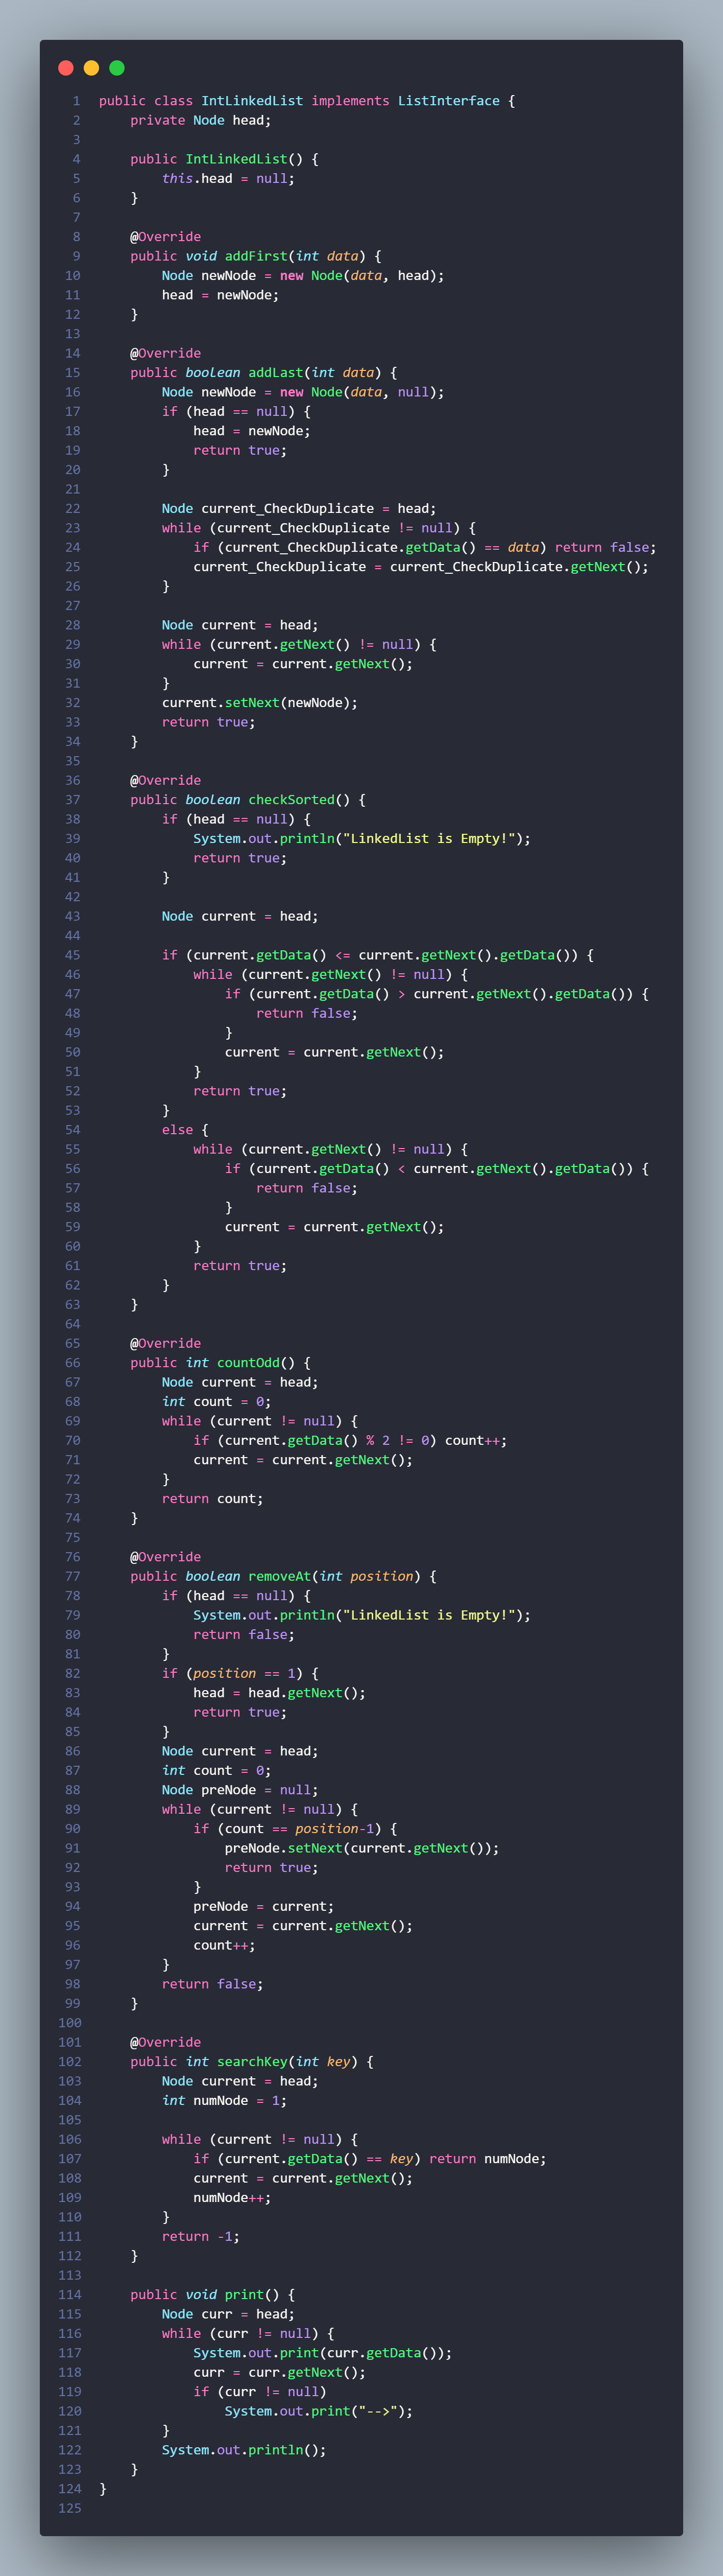 1 public class IntLinkedList implements ListInterface {
2     private Node head;
3
4     public IntLinkedList() {
5         this.head = null;
6     }
7
8     @Override
9     public void addFirst(int data) {
10         Node newNode = new Node(data, head);
11         head = newNode;
12     }
13
14     @Override
15     public boolean addLast(int data) {
16         Node newNode = new Node(data, null);
17         if (head == null) {
18             head = newNode;
19             return true;
20         }
21
22         Node current_CheckDuplicate = head;
23         while (current_CheckDuplicate != null) {
24             if (current_CheckDuplicate.getData() == data) return false;
25             current_CheckDuplicate = current_CheckDuplicate.getNext();
26         }
27
28         Node current = head;
29         while (current.getNext() != null) {
30             current = current.getNext();
31         }
32         current.setNext(newNode);
33         return true;
34     }
35
36     @Override
37     public boolean checkSorted() {
38         if (head == null) {
39             System.out.println("LinkedList is Empty!");
40             return true;
41         }
42
43         Node current = head;
44
45         if (current.getData() <= current.getNext().getData()) {
46             while (current.getNext() != null) {
47                 if (current.getData() > current.getNext().getData()) {
48                     return false;
49                 }
50                 current = current.getNext();
51             }
52             return true;
53         }
54         else {
55             while (current.getNext() != null) {
56                 if (current.getData() < current.getNext().getData()) {
57                     return false;
58                 }
59                 current = current.getNext();
60             }
61             return true;
62         }
63     }
64
65     @Override
66     public int countOdd() {
67         Node current = head;
68         int count = 0;
69         while (current != null) {
70             if (current.getData() % 2 != 0) count++;
71             current = current.getNext();
72         }
73         return count;
74     }
75
76     @Override
77     public boolean removeAt(int position) {
78         if (head == null) {
79             System.out.println("LinkedList is Empty!");
80             return false;
81         }
82         if (position == 1) {
83             head = head.getNext();
84             return true;
85         }
86         Node current = head;
87         int count = 0;
88         Node preNode = null;
89         while (current != null) {
90             if (count == position-1) {
91                 preNode.setNext(current.getNext());
92                 return true;
93             }
94             preNode = current;
95             current = current.getNext();
96             count++;
97         }
98         return false;
99     }
100
101     @Override
102     public int searchKey(int key) {
103         Node current = head;
104         int numNode = 1;
105
106         while (current != null) {
107             if (current.getData() == key) return numNode;
108             current = current.getNext();
109             numNode++;
110         }
111         return -1;
112     }
113
114     public void print() {
115         Node curr = head;
116         while (curr != null) {
117             System.out.print(curr.getData());
118             curr = curr.getNext();
119             if (curr != null)
120                 System.out.print("-->");
121         }
122         System.out.println();
123     }
124 }
125